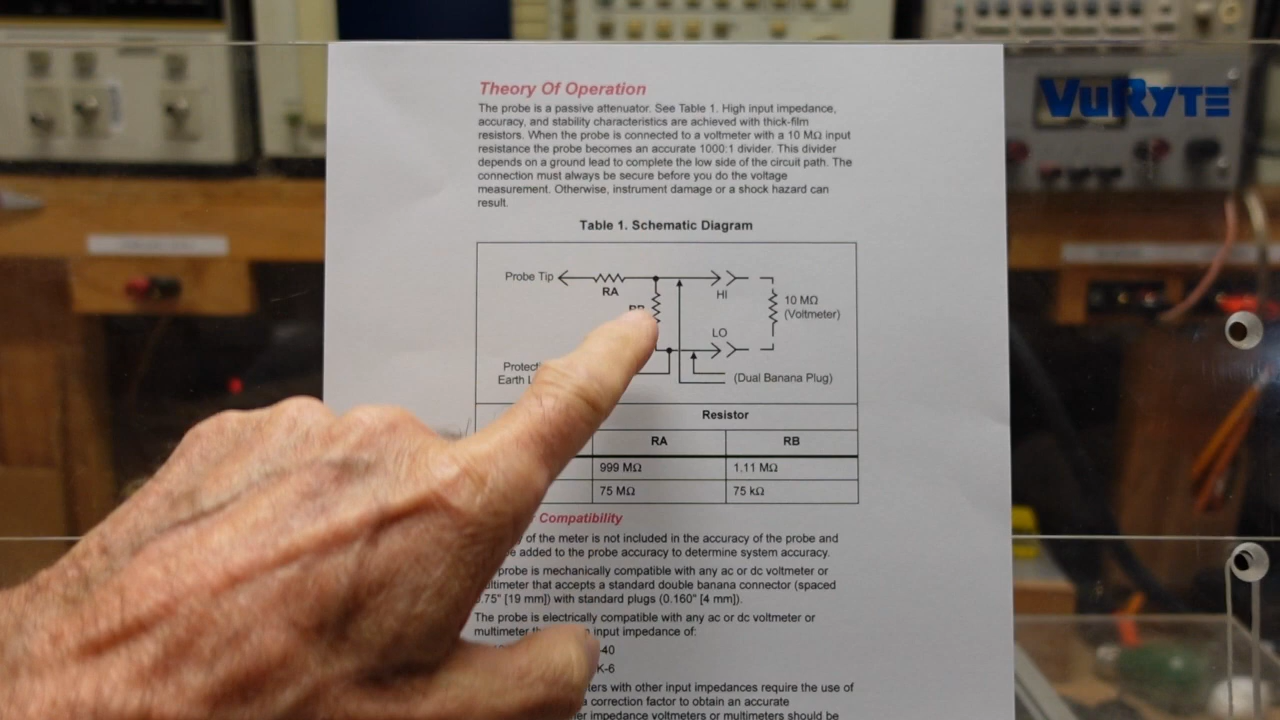 VuRyte
Theory Of Operation
The probe is a passive attenuator. See Table 1. High input impedance,
accuracy, and stability characteristics are achieved with thick-film
resistors. When the probe is connected to a voltmeter with a 10 MΩ input
resistance the probe becomes an accurate 1000:1 divider. This divider
depends on a ground lead to complete the low side of the circuit path. The
connection must always be secure before you do the voltage
measurement. Otherwise, instrument damage or a shock hazard can
result.
Table 1. Schematic Diagram
Probe Tip
RA
HI
10 MΩ
(Voltmeter)
LO
Earth
(Dual Banana Plug)
Resistor
RA RB
999 MΩ 1.11 MΩ
75 MΩ 75 kΩ
Compatibility
of the meter is not included in the accuracy of the probe and
added to the probe accuracy to determine system accuracy.
probe is mechanically compatible with any ac or dc voltmeter or
that accepts a standard double banana connector (spaced
.75" [19 mm]) with standard plugs (0.160" [4 mm]).
The probe is electrically compatible with any ac or dc voltmeter or
multimeter input impedance of:
-40
K-6
with other input impedances require the use of
a correction factor to obtain an accurate
impedance voltmeters or multimeters should be